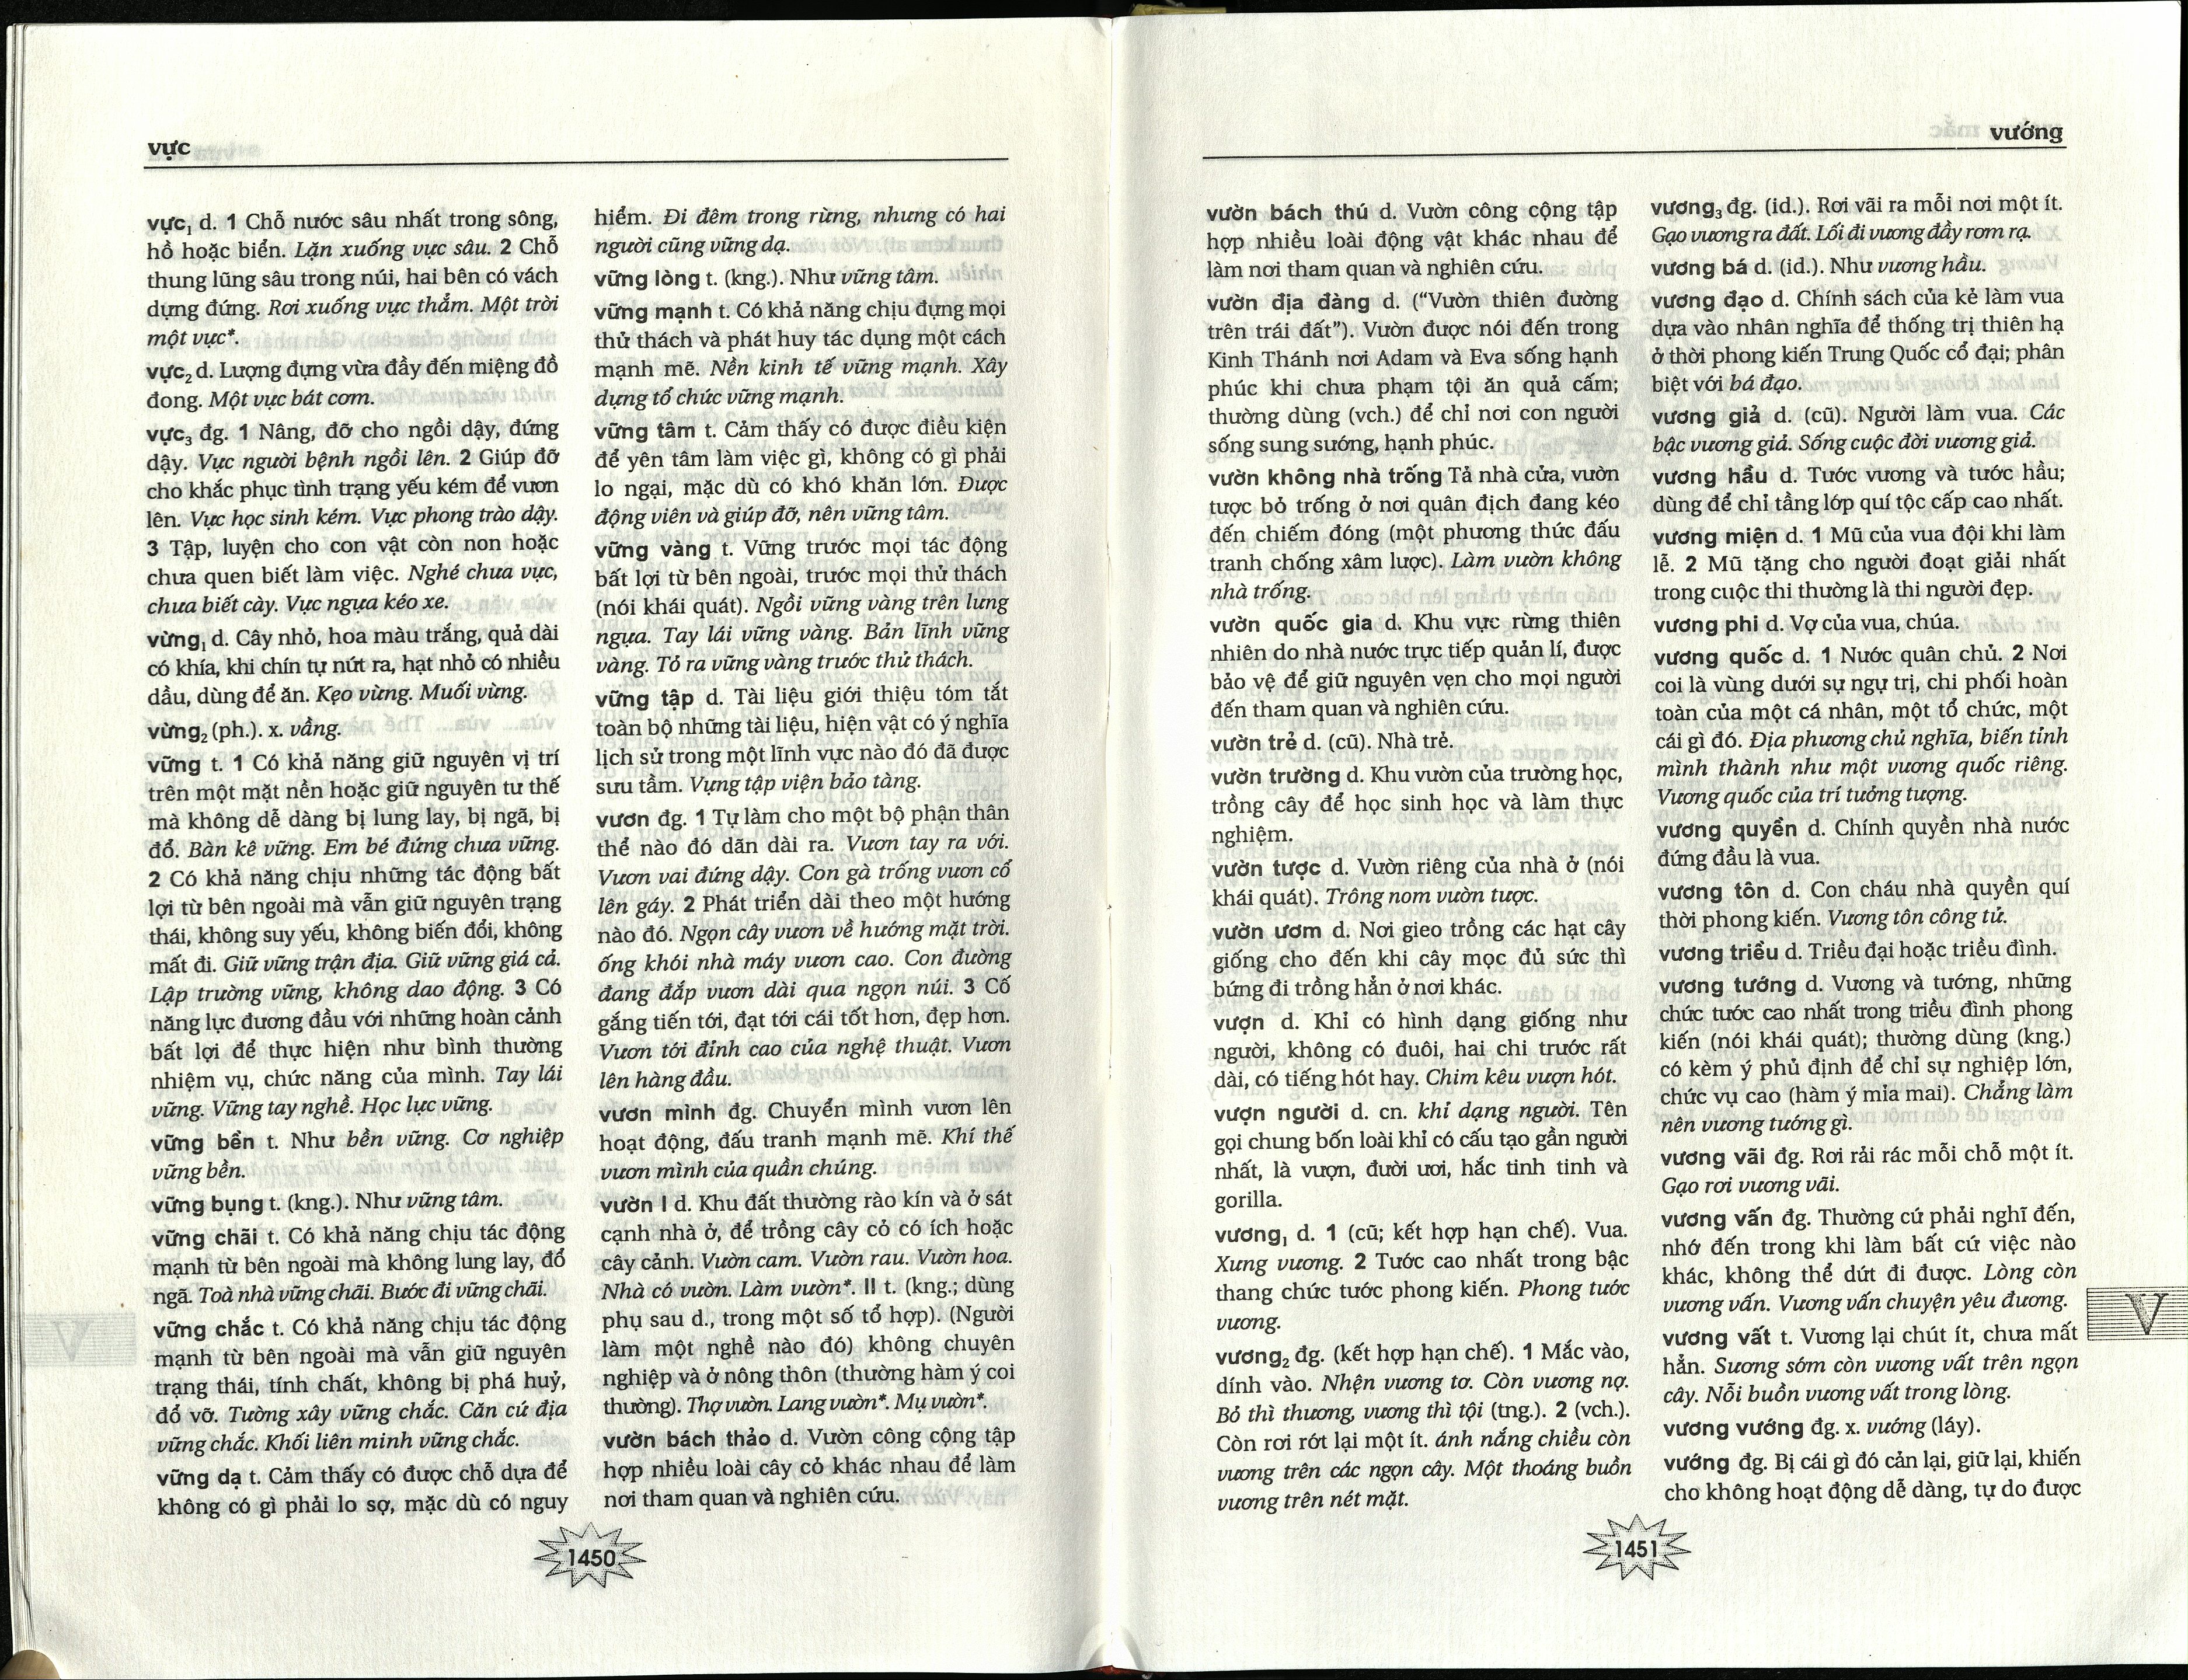 vực
vực₁ d. 1 Chỗ nước sâu nhất trong sông,
hồ hoặc biển. Lặn xuống vực sâu. 2 Chỗ
thung lũng sâu trong núi, hai bên có vách
dựng đứng. Rơi xuống vực thẳm. Một trời
một vực*.
vực₂ d. Lượng đựng vừa đầy đến miệng đồ
đong. Một vực bát cơm.
vực₃ đg. 1 Nâng, đỡ cho ngồi dậy, đứng
dậy. Vực người bệnh ngồi lên. 2 Giúp đỡ
cho khắc phục tình trạng yếu kém để vươn
lên. Vực học sinh kém. Vực phong trào dậy.
3 Tập, luyện cho con vật còn non hoặc
chưa quen biết làm việc. Nghé chưa vực,
chưa biết cày. Vực ngựa kéo xe.
vừng₁ d. Cây nhỏ, hoa màu trắng, quả dài
có khía, khi chín tự nứt ra, hạt nhỏ có nhiều
dầu, dùng để ăn. Kẹo vừng. Muối vừng.
vừng₂ (ph.). x. vầng.
vững t. 1 Có khả năng giữ nguyên vị trí
trên một mặt nền hoặc giữ nguyên tư thế
mà không dễ dàng bị lung lay, bị ngã, bị
đổ. Bàn kê vững. Em bé đứng chưa vững.
2 Có khả năng chịu những tác động bất
lợi từ bên ngoài mà vẫn giữ nguyên trạng
thái, không suy yếu, không biến đổi, không
mất đi. Giữ vững trận địa. Giữ vững giá cả.
Lập trường vững, không dao động. 3 Có
năng lực đương đầu với những hoàn cảnh
bất lợi để thực hiện như bình thường
nhiệm vụ, chức năng của mình. Tay lái
vững. Vững tay nghề. Học lực vững.
vững bền t. Như bền vững. Cơ nghiệp
vững bền.
vững bụng t. (kng.). Như vững tâm.
vững chãi t. Có khả năng chịu tác động
mạnh từ bên ngoài mà không lung lay, đổ
ngã. Toà nhà vững chãi. Bước đi vững chãi.
vững chắc t. Có khả năng chịu tác động
mạnh từ bên ngoài mà vẫn giữ nguyên
trạng thái, tính chất, không bị phá huỷ,
đổ vỡ. Tường xây vững chắc. Căn cứ địa
vững chắc. Khối liên minh vững chắc.
vững dạ t. Cảm thấy có được chỗ dựa để
không có gì phải lo sợ, mặc dù có nguy
hiểm. Đi đêm trong rừng, nhưng có hai
người cũng vững dạ.
vững lòng t. (kng.). Như vững tâm.
vững mạnh t. Có khả năng chịu đựng mọi
thử thách và phát huy tác dụng một cách
mạnh mẽ. Nền kinh tế vững mạnh. Xây
dựng tổ chức vững mạnh.
vững tâm t. Cảm thấy có được điều kiện
để yên tâm làm việc gì, không có gì phải
lo ngại, mặc dù có khó khăn lớn. Được
động viên và giúp đỡ, nên vững tâm.
vững vàng t. Vững trước mọi tác động
bất lợi từ bên ngoài, trước mọi thử thách
(nói khái quát). Ngồi vững vàng trên lưng
ngựa. Tay lái vững vàng. Bản lĩnh vững
vàng. Tỏ ra vững vàng trước thử thách.
vựng tập d. Tài liệu giới thiệu tóm tắt
toàn bộ những tài liệu, hiện vật có ý nghĩa
lịch sử trong một lĩnh vực nào đó đã được
sưu tầm. Vựng tập viện bảo tàng.
vươn đg. 1 Tự làm cho một bộ phận thân
thể nào đó dãn dài ra. Vươn tay ra với.
Vươn vai đứng dậy. Con gà trống vươn cổ
lên gáy. 2 Phát triển dài theo một hướng
nào đó. Ngọn cây vươn về hướng mặt trời.
ống khói nhà máy vươn cao. Con đường
đang đắp vươn dài qua ngọn núi. 3 Cố
gắng tiến tới, đạt tới cái tốt hơn, đẹp hơn.
Vươn tới đỉnh cao của nghệ thuật. Vươn
lên hàng đầu.
vươn mình đg. Chuyển mình vươn lên
hoạt động, đấu tranh mạnh mẽ. Khí thế
vươn mình của quần chúng.
vườn I d. Khu đất thường rào kín và ở sát
cạnh nhà ở, để trồng cây cỏ có ích hoặc
cây cảnh. Vườn cam. Vườn rau. Vườn hoa.
Nhà có vườn. Làm vườn*. II t. (kng.; dùng
phụ sau d., trong một số tổ hợp). (Người
làm một nghề nào đó) không chuyên
nghiệp và ở nông thôn (thường hàm ý coi
thường). Thợ vườn. Lang vườn*. Mụ vườn*.
vườn bách thảo d. Vườn công cộng tập
hợp nhiều loài cây cỏ khác nhau để làm
nơi tham quan và nghiên cứu.
1450
vướng
vườn bách thú d. Vườn công cộng tập
hợp nhiều loài động vật khác nhau để
làm nơi tham quan và nghiên cứu.
vườn địa đàng d. (“Vườn thiên đường
trên trái đất”). Vườn được nói đến trong
Kinh Thánh nơi Adam và Eva sống hạnh
phúc khi chưa phạm tội ăn quả cấm;
thường dùng (vch.) để chỉ nơi con người
sống sung sướng, hạnh phúc.
vườn không nhà trống Tả nhà cửa, vườn
tược bỏ trống ở nơi quân địch đang kéo
đến chiếm đóng (một phương thức đấu
tranh chống xâm lược). Làm vườn không
nhà trống.
vườn quốc gia d. Khu vực rừng thiên
nhiên do nhà nước trực tiếp quản lí, được
bảo vệ để giữ nguyên vẹn cho mọi người
đến tham quan và nghiên cứu.
vườn trẻ d. (cũ). Nhà trẻ.
vườn trường d. Khu vườn của trường học,
trồng cây để học sinh học và làm thực
nghiệm.
vườn tược d. Vườn riêng của nhà ở (nói
khái quát). Trông nom vườn tược.
vườn ươm d. Nơi gieo trồng các hạt cây
giống cho đến khi cây mọc đủ sức thì
bứng đi trồng hẳn ở nơi khác.
vượn d. Khỉ có hình dạng giống như
người, không có đuôi, hai chi trước rất
dài, có tiếng hót hay. Chim kêu vượn hót.
vượn người d. cn. khỉ dạng người. Tên
gọi chung bốn loài khỉ có cấu tạo gần người
nhất, là vượn, đười ươi, hắc tinh tinh và
gorilla.
vương₁ d. 1 (cũ; kết hợp hạn chế). Vua.
Xưng vương. 2 Tước cao nhất trong bậc
thang chức tước phong kiến. Phong tước
vương.
vương₂ đg. (kết hợp hạn chế). 1 Mắc vào,
dính vào. Nhện vương tơ. Còn vương nợ.
Bỏ thì thương, vương thì tội (tng.). 2 (vch.).
Còn rơi rớt lại một ít. ánh nắng chiều còn
vương trên các ngọn cây. Một thoáng buồn
vương trên nét mặt.
vương₃ đg. (id.). Rơi vãi ra mỗi nơi một ít.
Gạo vương ra đất. Lối đi vương đầy rơm rạ.
vương bá d. (id.). Như vương hầu.
vương đạo d. Chính sách của kẻ làm vua
dựa vào nhân nghĩa để thống trị thiên hạ
ở thời phong kiến Trung Quốc cổ đại; phân
biệt với bá đạo.
vương giả d. (cũ). Người làm vua. Các
bậc vương giả. Sống cuộc đời vương giả.
vương hầu d. Tước vương và tước hầu;
dùng để chỉ tầng lớp quí tộc cấp cao nhất.
vương miện d. 1 Mũ của vua đội khi làm
lễ. 2 Mũ tặng cho người đoạt giải nhất
trong cuộc thi thường là thi người đẹp.
vương phi d. Vợ của vua, chúa.
vương quốc d. 1 Nước quân chủ. 2 Nơi
coi là vùng dưới sự ngự trị, chi phối hoàn
toàn của một cá nhân, một tổ chức, một
cái gì đó. Địa phương chủ nghĩa, biến tỉnh
mình thành như một vương quốc riêng.
Vương quốc của trí tưởng tượng.
vương quyền d. Chính quyền nhà nước
đứng đầu là vua.
vương tôn d. Con cháu nhà quyền quí
thời phong kiến. Vương tôn công tử.
vương triều d. Triều đại hoặc triều đình.
vương tướng d. Vương và tướng, những
chức tước cao nhất trong triều đình phong
kiến (nói khái quát); thường dùng (kng.)
có kèm ý phủ định để chỉ sự nghiệp lớn,
chức vụ cao (hàm ý mỉa mai). Chẳng làm
nên vương tướng gì.
vương vãi đg. Rơi rải rác mỗi chỗ một ít.
Gạo rơi vương vãi.
vương vấn đg. Thường cứ phải nghĩ đến,
nhớ đến trong khi làm bất cứ việc nào
khác, không thể dứt đi được. Lòng còn
vương vấn. Vương vấn chuyện yêu đương.
vương vất t. Vương lại chút ít, chưa mất
hẳn. Sương sớm còn vương vất trên ngọn
cây. Nỗi buồn vương vất trong lòng.
vương vướng đg. x. vướng (láy).
vướng đg. Bị cái gì đó cản lại, giữ lại, khiến
cho không hoạt động dễ dàng, tự do được
V
1451